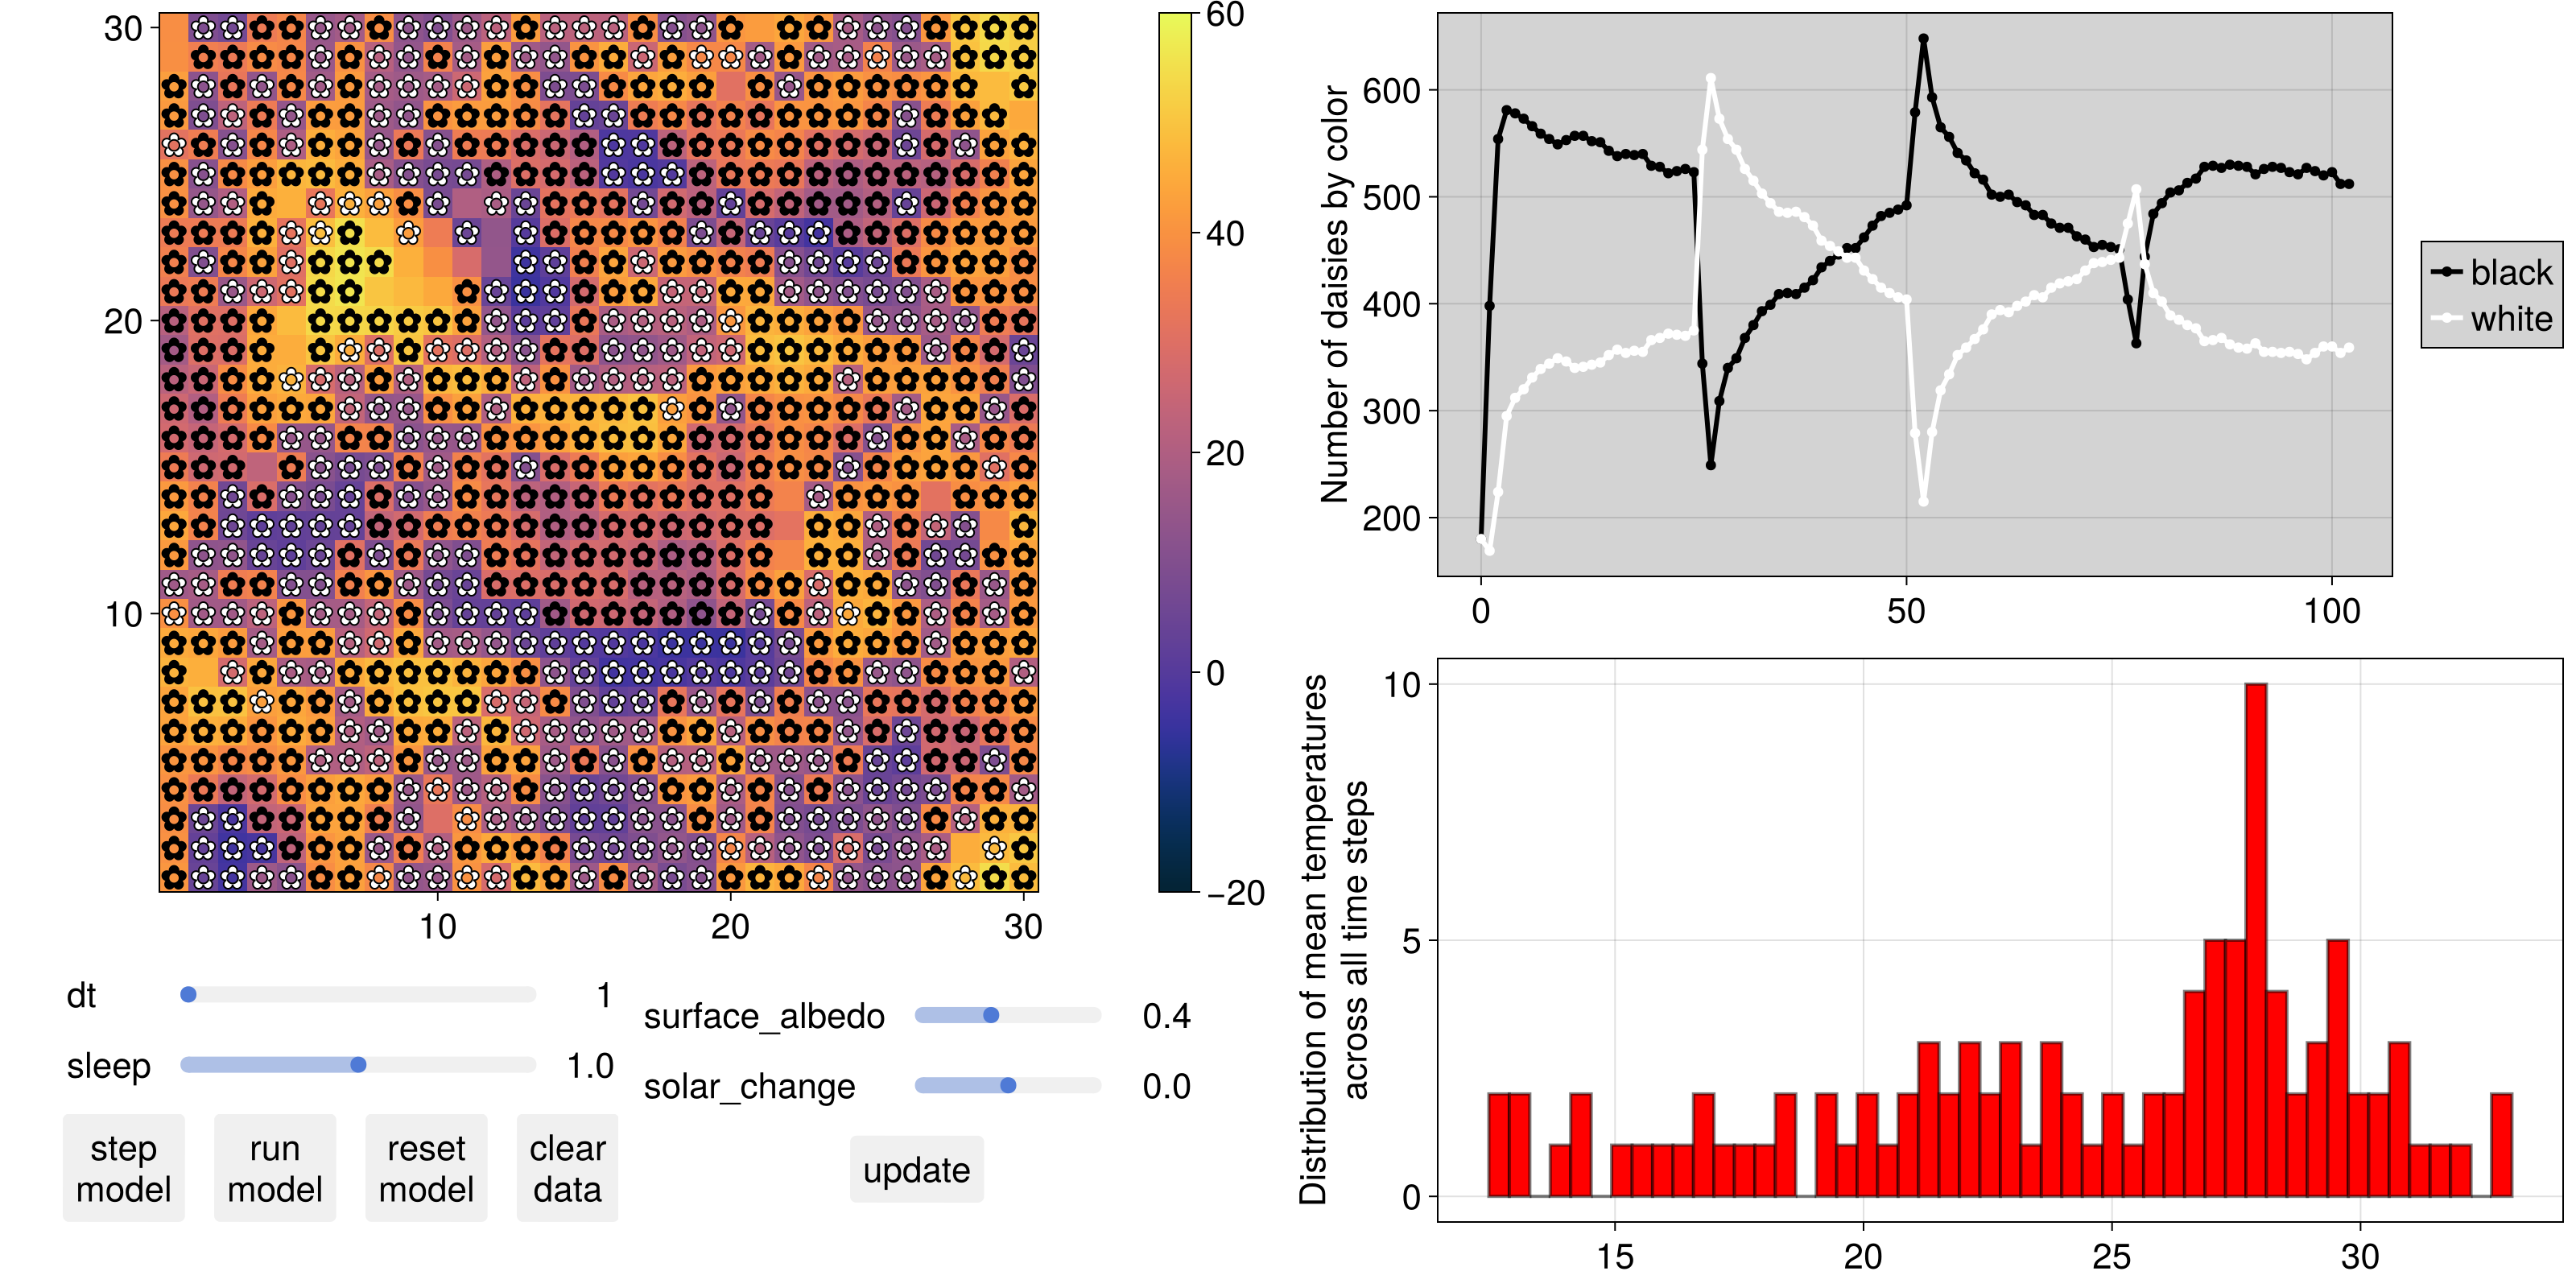 30
20
10
10
20
30
60
40
20
0
−20
Number of daisies by color
600
500
400
300
200
0
50
100
black
white
Distribution of mean temperatures
across all time steps
10
5
0
15
20
25
30
dt
1
sleep
1.0
surface_albedo
0.4
solar_change
0.0
step
model
run
model
reset
model
clear
data
update